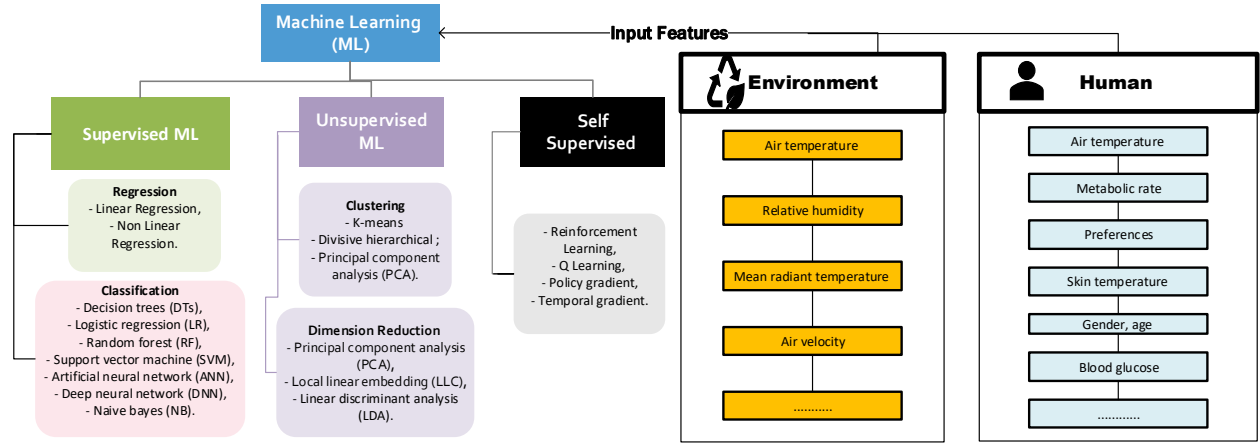 Machine Learning
(ML)
Input Features
Supervised ML
Regression
- Linear Regression,
- Non Linear
Regression.
Classification
- Decision trees (DTs)
- Logistic regression (LR)
- Random forest (RF),
- Support vector machine (SVM),
- Artificial neural network (ANN),
- Deep neural network (DNN),
- Naive bayes (NB).
Unsupervised
ML
Clustering
- K-means
- Divisive hierarchical ;
- Principal component
analysis (PCA).
Dimension Reduction
- Principal component analysis
(PCA),
- Local linear embedding (LLC),
- Linear discriminant analysis
(LDA).
Self
Supervised
- Reinforcement
Learning,
- Q Learning,
- Policy gradient,
- Temporal gradient.
Environment
Air temperature
Relative humidity
Mean radiant temperature
Air velocity
...........
Human
Air temperature
Metabolic rate
Preferences
Skin temperature
Gender, age
Blood glucose
............